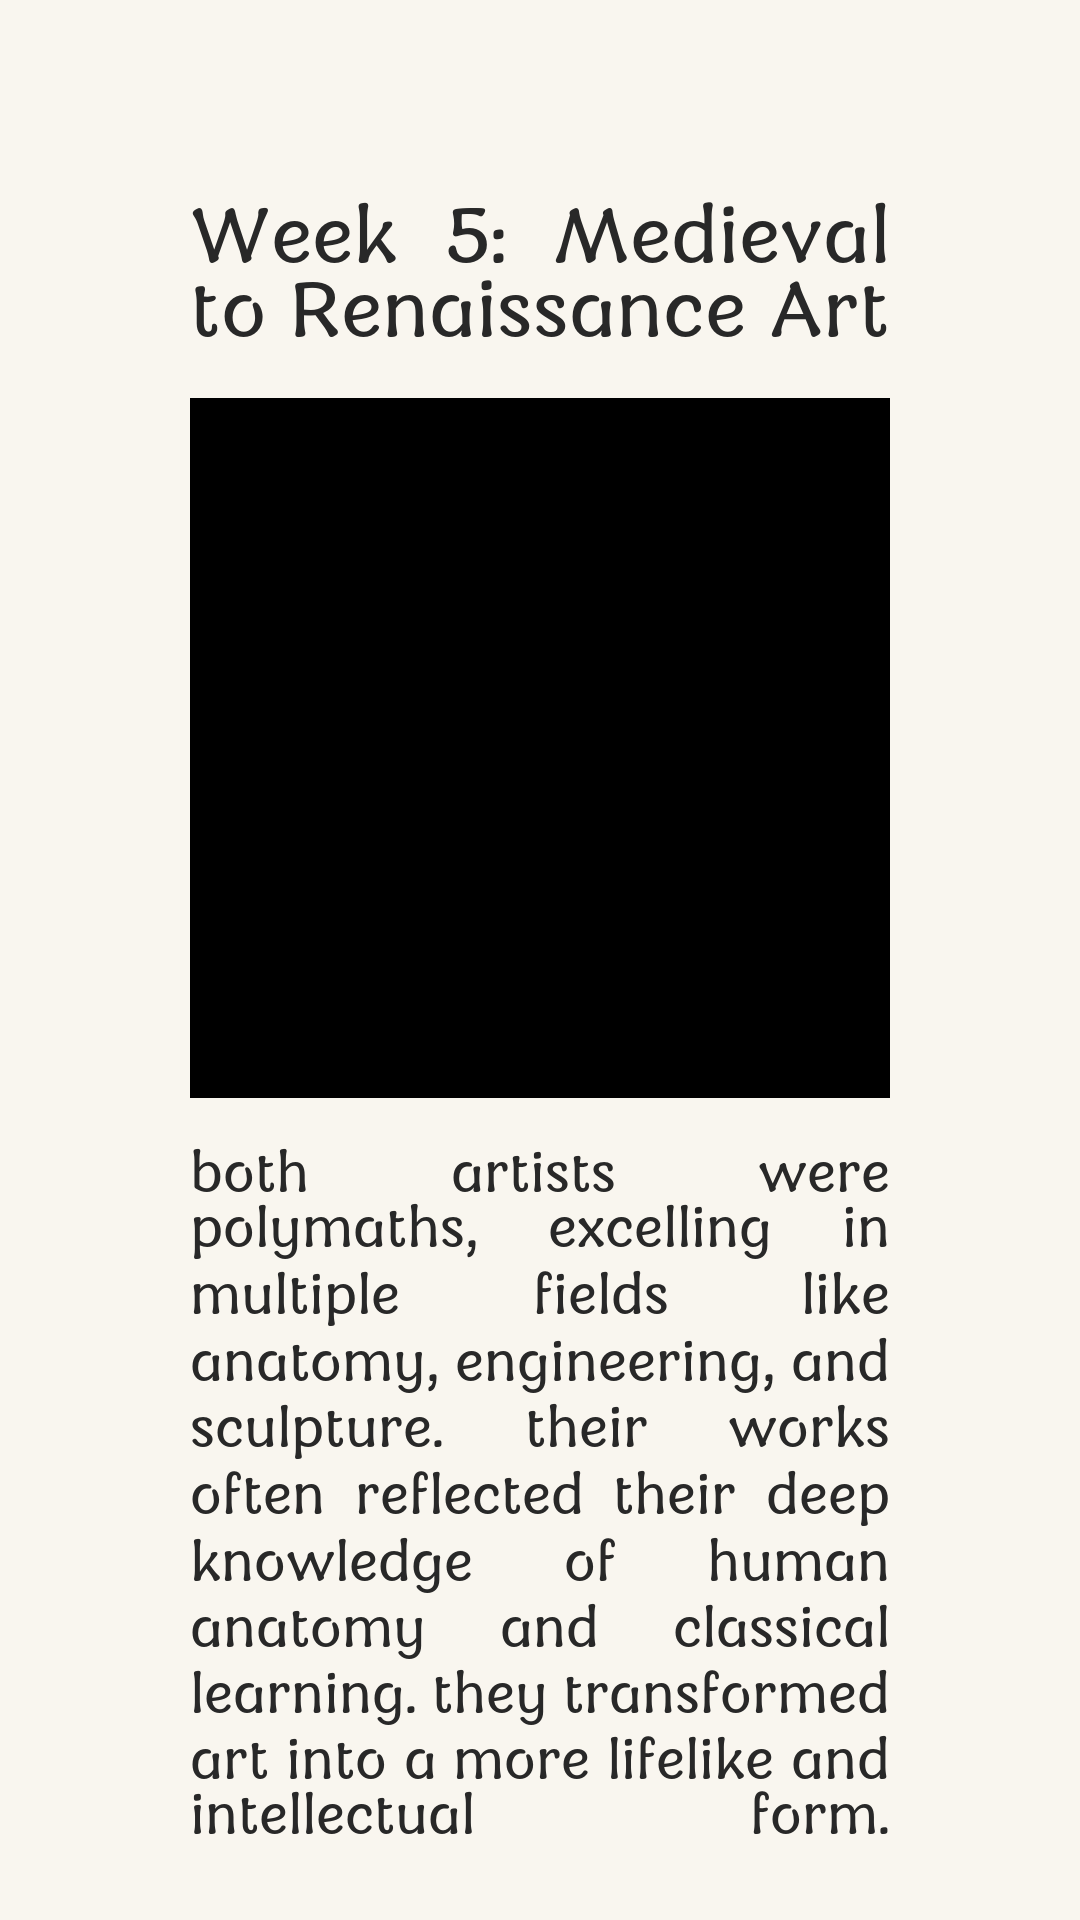 Week 5: Medieval
to Renaissance Art
both artists were
polymaths, excelling in
multiple fields like
anatomy, engineering, and
sculpture. their works
often reflected their deep
knowledge of human
anatomy and classical
learning. they transformed
art into a more lifelike and
intellectual form.